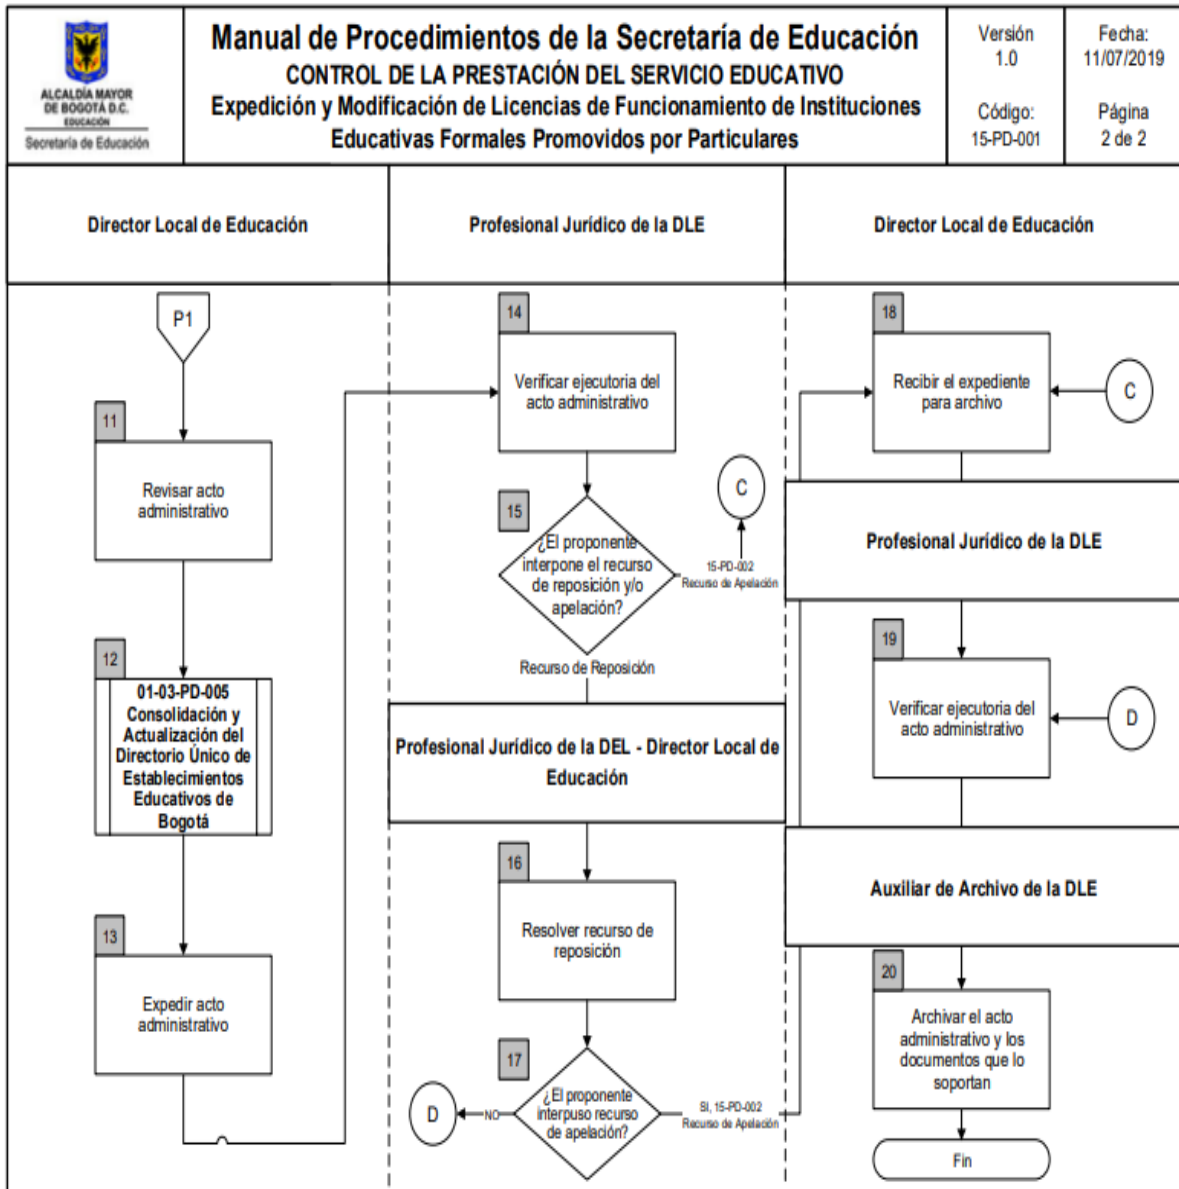 ALCALDÍA MAYOR
DE BOGOTÁ D.C.
EDUCACIÓN
Secretaría de Educación
Manual de Procedimientos de la Secretaría de Educación
CONTROL DE LA PRESTACIÓN DEL SERVICIO EDUCATIVO
Expedición y Modificación de Licencias de Funcionamiento de Instituciones
Educativas Formales Promovidos por Particulares
Versión
1.0
Código:
15-PD-001
Fecha:
11/07/2019
Página
2 de 2
Director Local de Educación
Profesional Jurídico de la DLE
Director Local de Educación
P1
11
Revisar acto
administrativo
12
01-03-PD-005
Consolidación y
Actualización del
Directorio Único de
Establecimientos
Educativos de
Bogotá
13
Expedir acto
administrativo
14
Verificar ejecutoria del
acto administrativo
15
¿El proponente
interpone el recurso
de reposición y/o
apelación?
C
15-PD-002
Recurso de Apelación
Recurso de Reposición
Profesional Jurídico de la DEL - Director Local de
Educación
16
Resolver recurso de
reposición
17
¿El proponente
interpuso recurso
de apelación?
D
NO
SI, 15-PD-002
Recurso de Apelación
18
Recibir el expediente
para archivo
C
Profesional Jurídico de la DLE
19
Verificar ejecutoria del
acto administrativo
D
Auxiliar de Archivo de la DLE
20
Archivar el acto
administrativo y los
documentos que lo
soportan
Fin